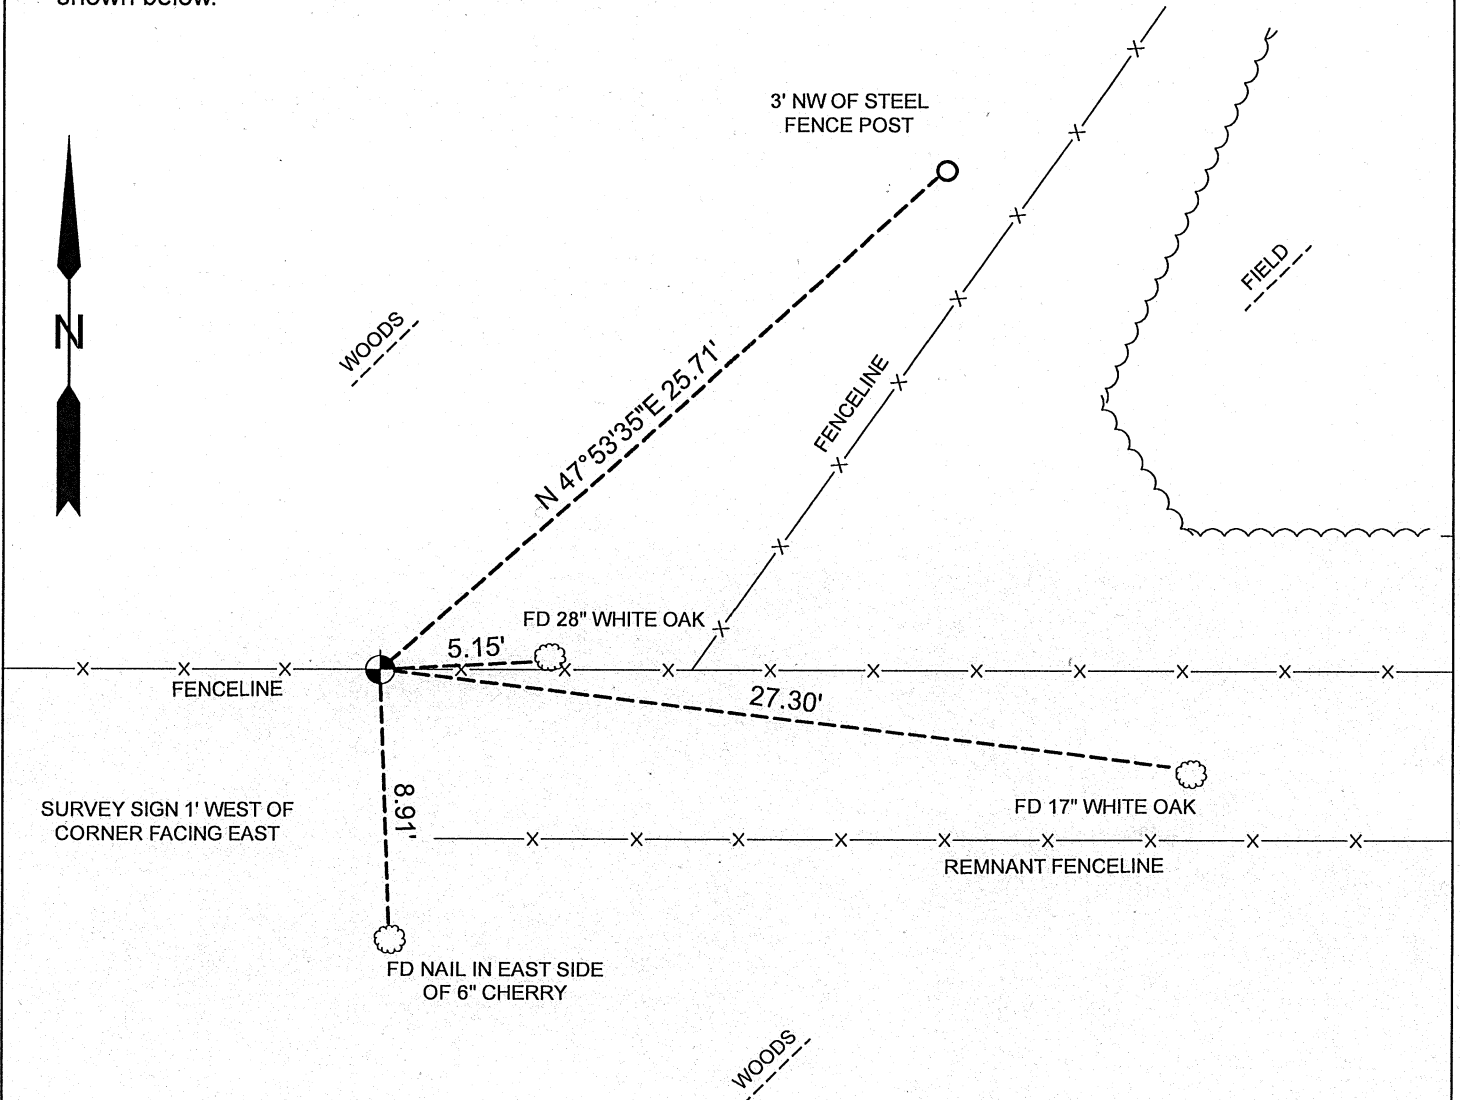 shown below.
3' NW OF STEEL
FENCE POST
N
WOODS
FIELD
FENCELINE
N 47°53'35"E 25.71'
FD 28" WHITE OAK
5.15'
FENCELINE
27.30'
8.91'
SURVEY SIGN 1' WEST OF
CORNER FACING EAST
FD 17" WHITE OAK
REMNANT FENCELINE
FD NAIL IN EAST SIDE
OF 6" CHERRY
WOODS